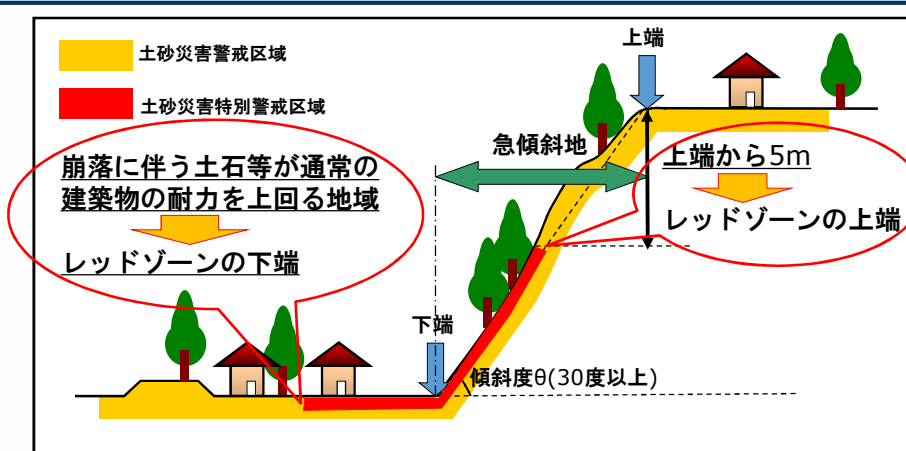 土砂災害警戒区域
土砂災害特別警戒区域
上端
急傾斜地
崩落に伴う土石等が通常の
建築物の耐力を上回る地域
レッドゾーンの下端
上端から5m
レッドゾーンの上端
下端
傾斜度θ(30度以上)